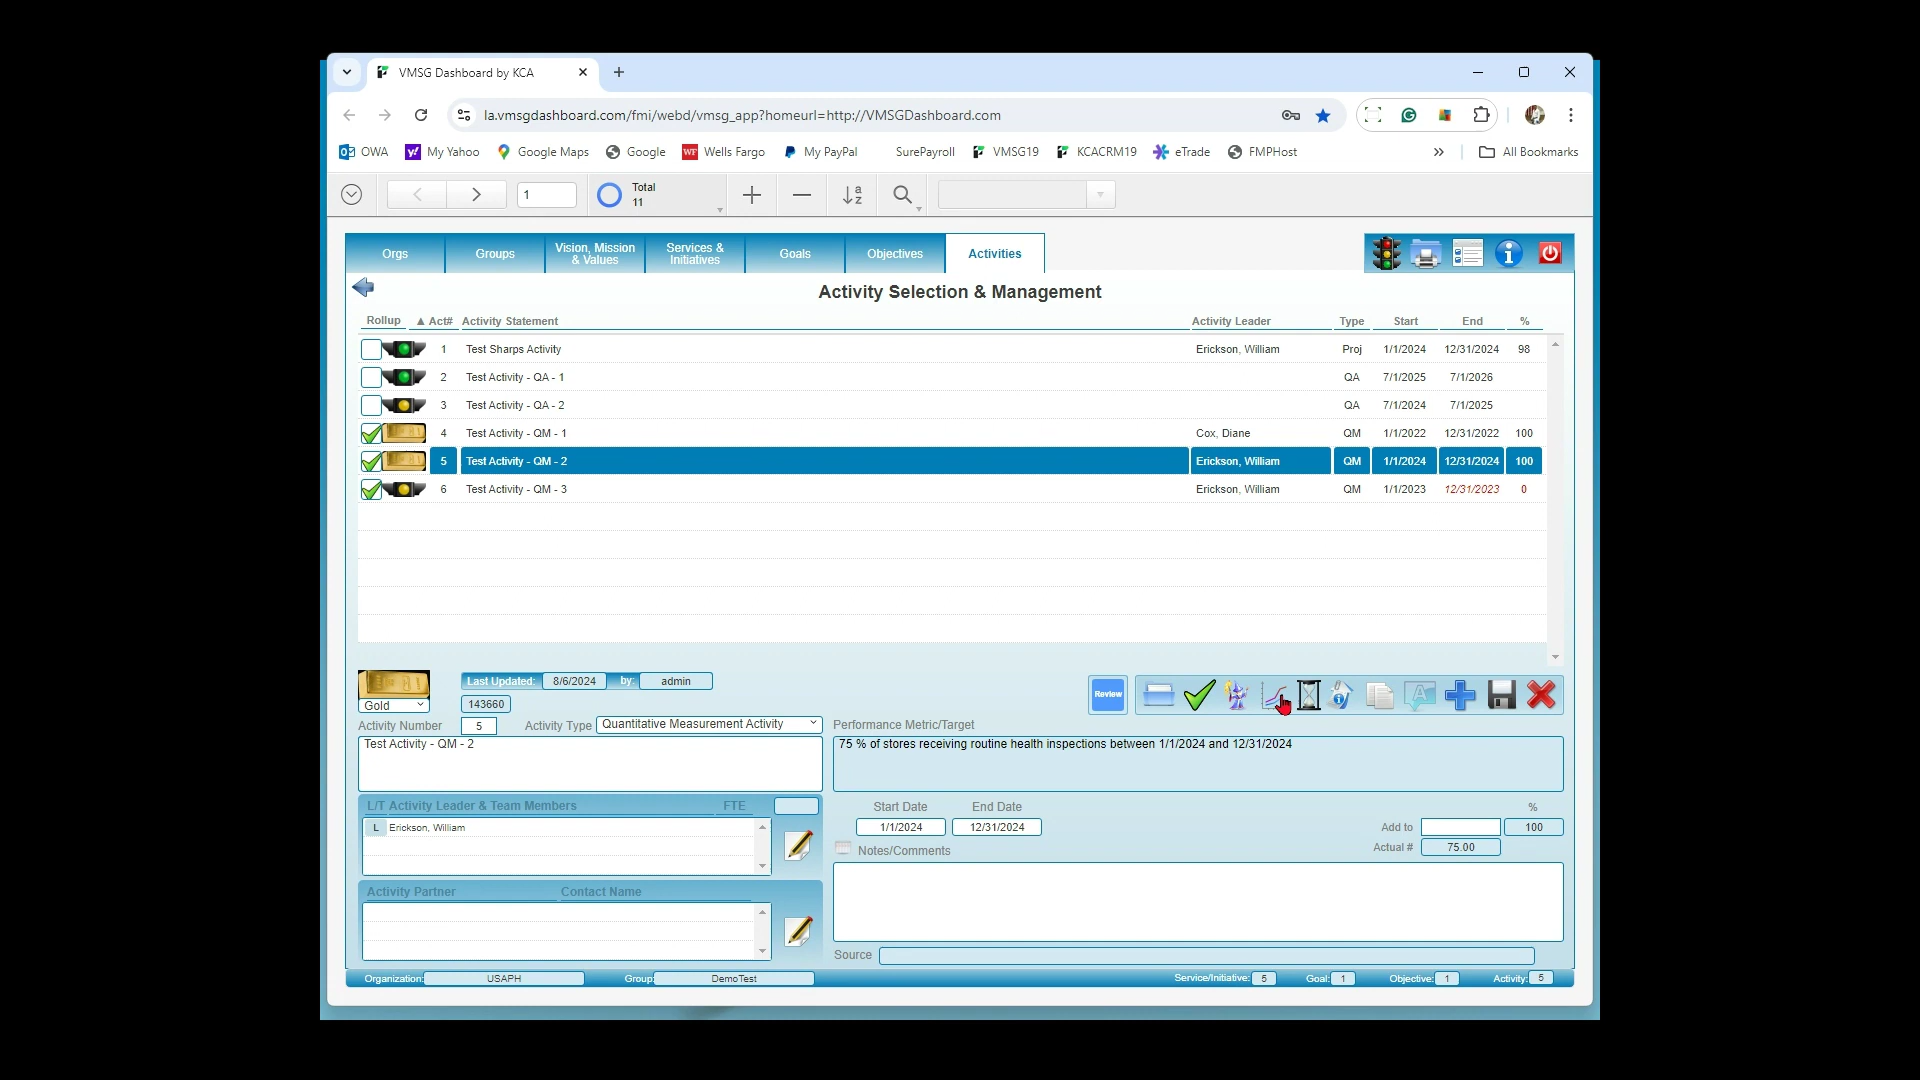 VMSG Dashboard by KCA
la.vmsgdashboard.com/fmi/webd/vmsg_app?homeurl=http://VMSGDashboard.com
OWA My Yahoo Google Maps Google Wells Fargo My PayPal SurePayroll VMSG19 KCACRM19 eTrade FMPHost » All Bookmarks
1 Total
11
Orgs Groups Vision, Mission & Values Services & Initiatives Goals Objectives Activities
Activity Selection & Management
Rollup ▲ Act# Activity Statement Activity Leader Type Start End %
1 Test Sharps Activity Erickson, William Proj 1/1/2024 12/31/2024 98
2 Test Activity - QA - 1 QA 7/1/2025 7/1/2026
3 Test Activity - QA - 2 QA 7/1/2024 7/1/2025
4 Test Activity - QM - 1 Cox, Diane QM 1/1/2022 12/31/2022 100
5 Test Activity - QM - 2 Erickson, William QM 1/1/2024 12/31/2024 100
6 Test Activity - QM - 3 Erickson, William QM 1/1/2023 12/31/2023 0
Last Updated: 8/6/2024 by: admin
Review
Gold 143660
Activity Number 5 Activity Type Quantitative Measurement Activity Performance Metric/Target
Test Activity - QM - 2 75 % of stores receiving routine health inspections between 1/1/2024 and 12/31/2024
L/T Activity Leader & Team Members FTE Start Date End Date %
L Erickson, William 1/1/2024 12/31/2024 Add to 100
Notes/Comments Actual # 75.00
Activity Partner Contact Name
Source
Organization: USAPH Group: DemoTest Service/Initiative: 5 Goal: 1 Objective: 1 Activity: 5